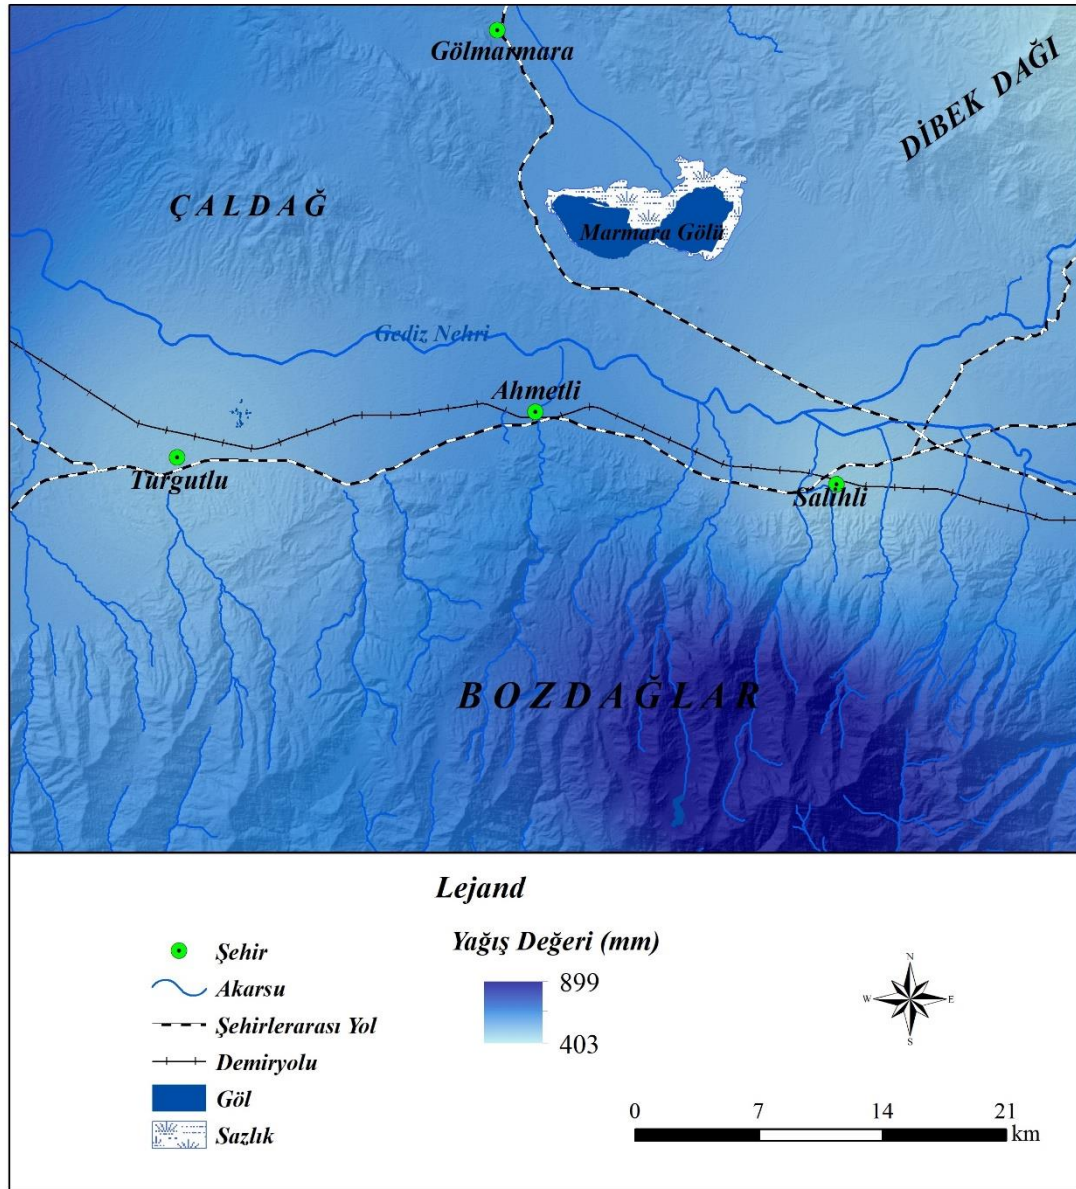 Gölmarmara
DİBEK DAĞI
ÇALDAĞ
Marmara Gölü
Gediz Nehri
Ahmetli
Turgutlu
Salihli
BOZDAĞLAR
Lejand
Şehir
Akarsu
Şehirlerarası Yol
Demiryolu
Göl
Sazlık
Yağış Değeri (mm)
899
403
N
W E
S
0 7 14 21
km